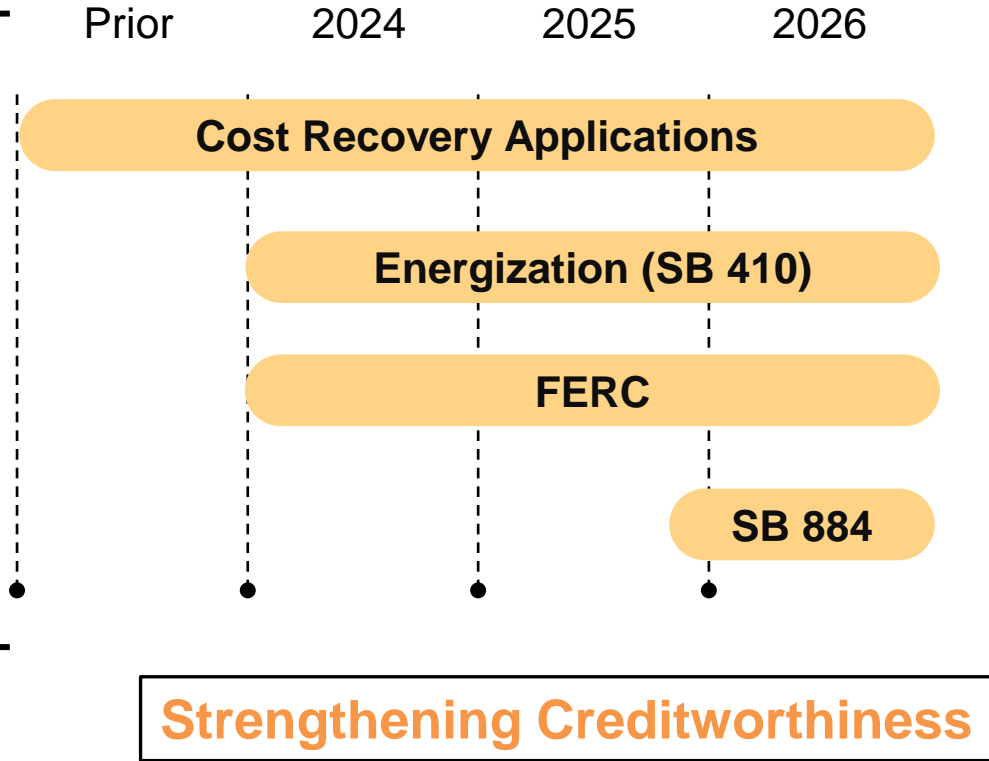 Prior 2024 2025 2026
Cost Recovery Applications
Energization (SB 410)
FERC
SB 884
Strengthening Creditworthiness